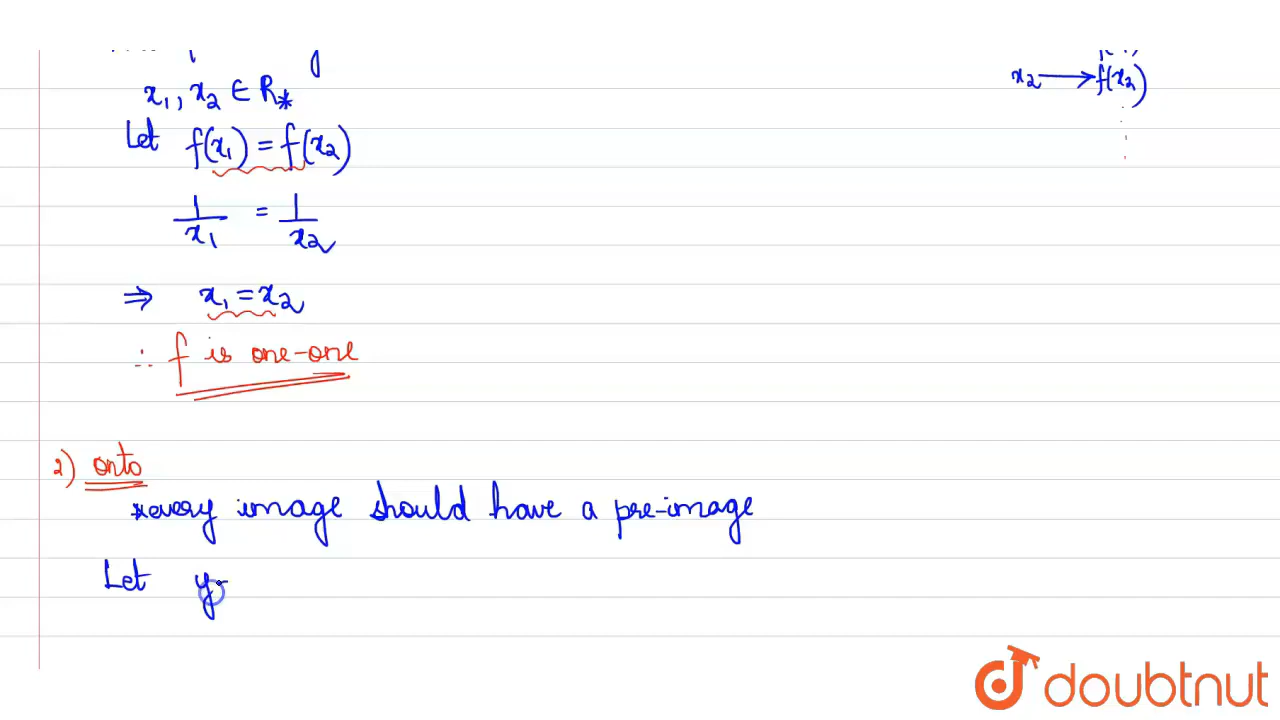 x₁, x₂ ∈ R*
Let f(x₁) = f(x₂)
1/x₁ = 1/x₂
⇒ x₁ = x₂
∴ f is one-one
2) onto
*every image should have a pre-image
Let y
x₂ → f(x₂)
doubtnut